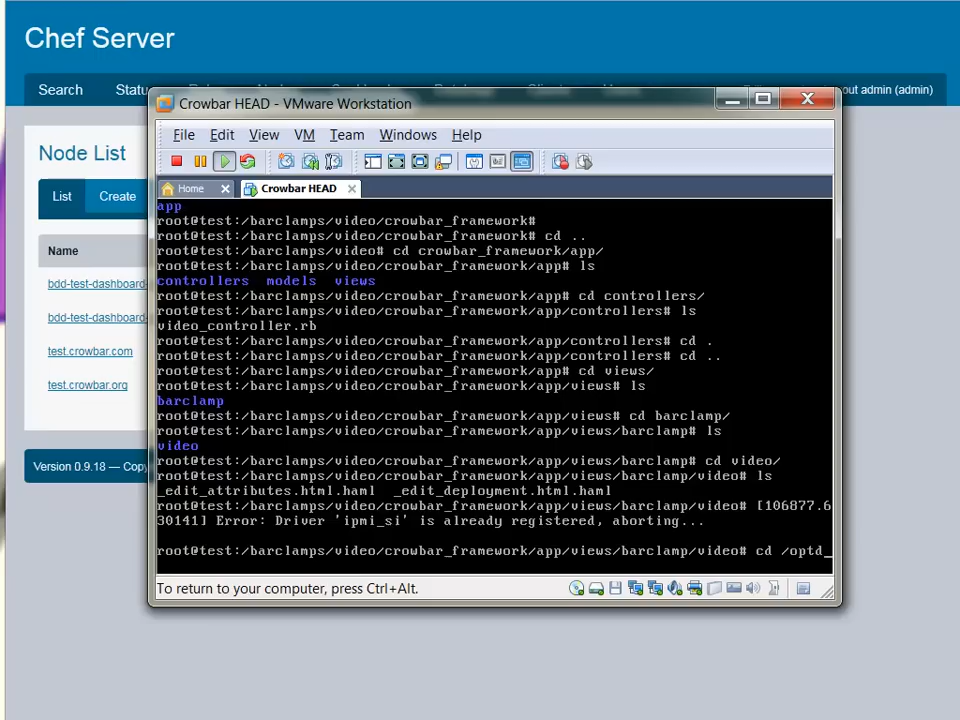 Chef Server
Search Statu
out admin (admin)
Crowbar HEAD - VMware Workstation
File Edit View VM Team Windows Help
Home Crowbar HEAD
Node List
List Create
Name
bdd-test-dashboard-
bdd-test-dashboard-
test.crowbar.com
test.crowbar.org
Version 0.9.18 — Copy
app
root@test:/barclamps/video/crowbar_framework#
root@test:/barclamps/video/crowbar_framework# cd ..
root@test:/barclamps/video# cd crowbar_framework/app/
root@test:/barclamps/video/crowbar_framework/app# ls
controllers models views
root@test:/barclamps/video/crowbar_framework/app# cd controllers/
root@test:/barclamps/video/crowbar_framework/app/controllers# ls
video_controller.rb
root@test:/barclamps/video/crowbar_framework/app/controllers# cd .
root@test:/barclamps/video/crowbar_framework/app/controllers# cd ..
root@test:/barclamps/video/crowbar_framework/app# cd views/
root@test:/barclamps/video/crowbar_framework/app/views# ls
barclamp
root@test:/barclamps/video/crowbar_framework/app/views# cd barclamp/
root@test:/barclamps/video/crowbar_framework/app/views/barclamp# ls
video
root@test:/barclamps/video/crowbar_framework/app/views/barclamp# cd video/
root@test:/barclamps/video/crowbar_framework/app/views/barclamp/video# ls
_edit_attributes.html.haml _edit_deployment.html.haml
root@test:/barclamps/video/crowbar_framework/app/views/barclamp/video# [106877.6
30141] Error: Driver 'ipmi_si' is already registered, aborting...
root@test:/barclamps/video/crowbar_framework/app/views/barclamp/video# cd /optd_
To return to your computer, press Ctrl+Alt.